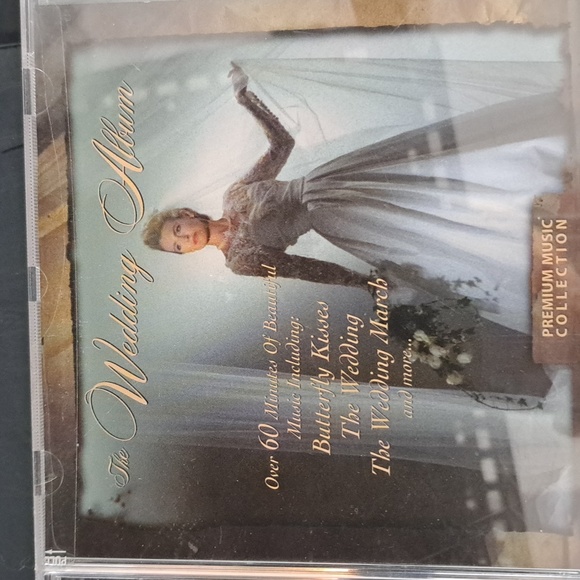 The Wedding Album
Over 60 Minutes Of Beautiful
Music Including:
Butterfly Kisses
The Wedding
The Wedding March
and more...
PREMIUM MUSIC
COLLECTION